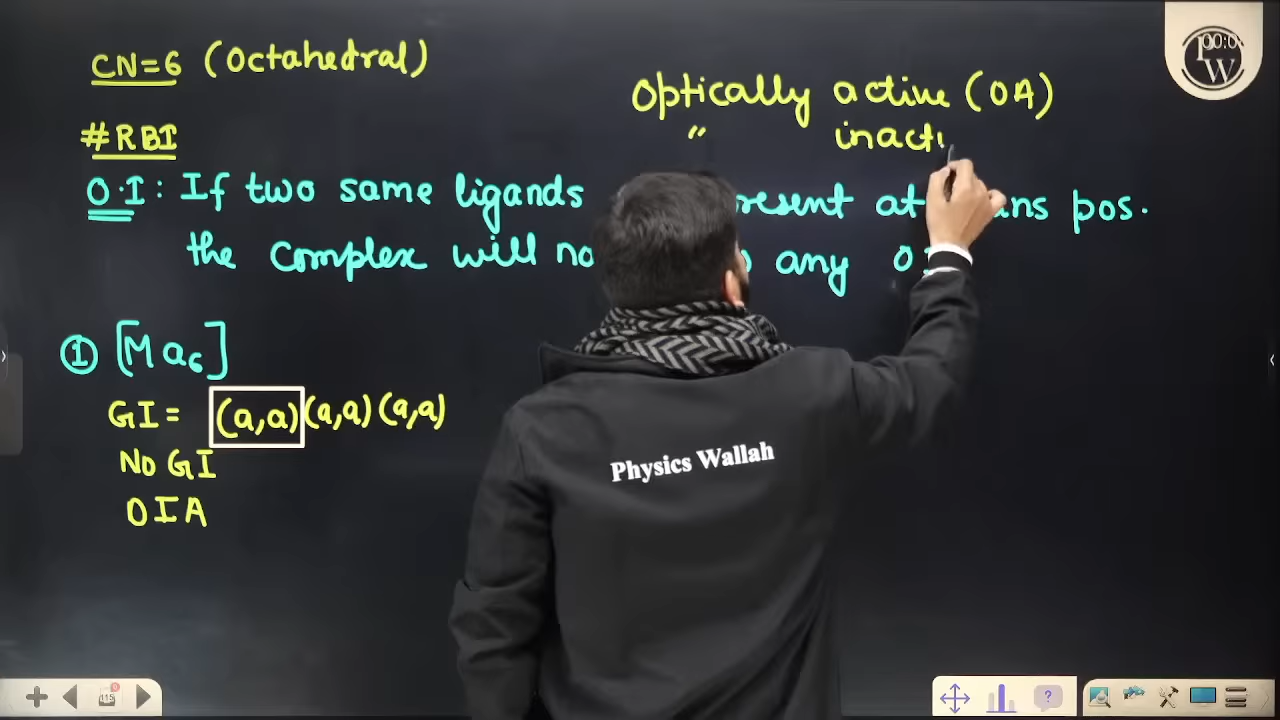 CN=6 (Octahedral)
Optically active (OA)
#RBI
" inacti
O.I: If two same ligands resent at ans pos.
the complex will no any
① [Ma6]
GI = (a,a) (a,a) (a,a)
NO GI
OIA
Physics Wallah
W
115